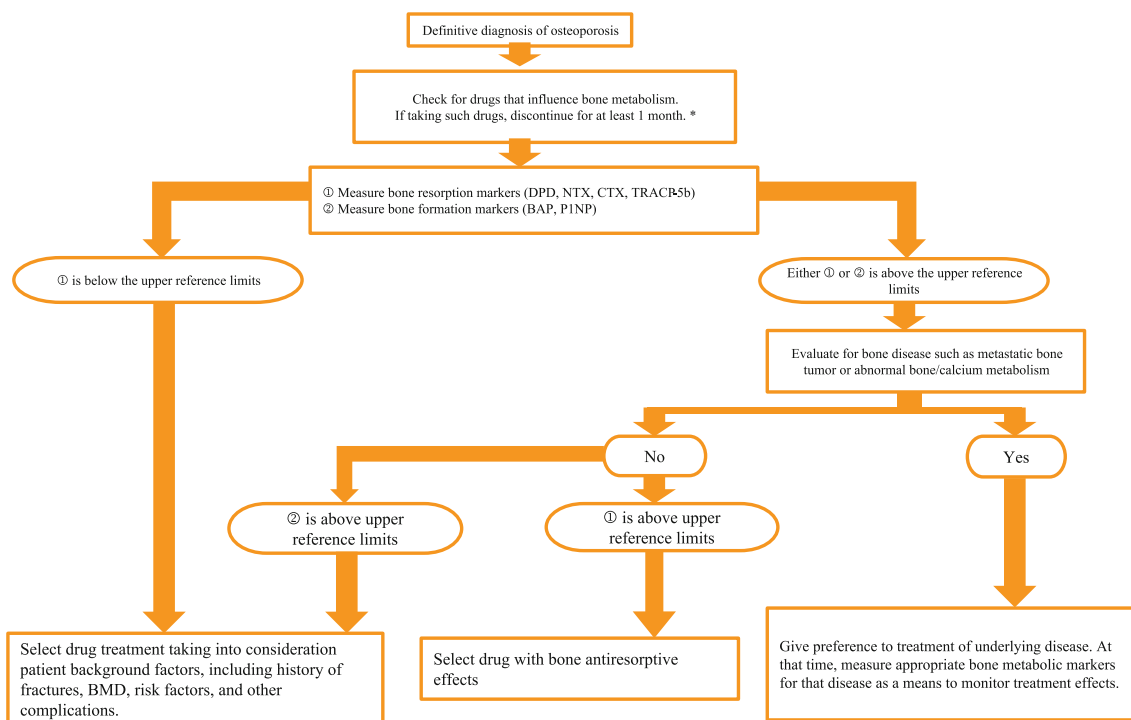 Definitive diagnosis of osteoporosis
Check for drugs that influence bone metabolism.
If taking such drugs, discontinue for at least 1 month. *
① Measure bone resorption markers (DPD, NTX, CTX, TRACP-5b)
② Measure bone formation markers (BAP, P1NP)
① is below the upper reference limits
Either ① or ② is above the upper reference
limits
Evaluate for bone disease such as metastatic bone
tumor or abnormal bone/calcium metabolism
No
Yes
② is above upper
reference limits
① is above upper
reference limits
Select drug treatment taking into consideration
patient background factors, including history of
fractures, BMD, risk factors, and other
complications.
Select drug with bone antiresorptive
effects
Give preference to treatment of underlying disease. At
that time, measure appropriate bone metabolic markers
for that disease as a means to monitor treatment effects.